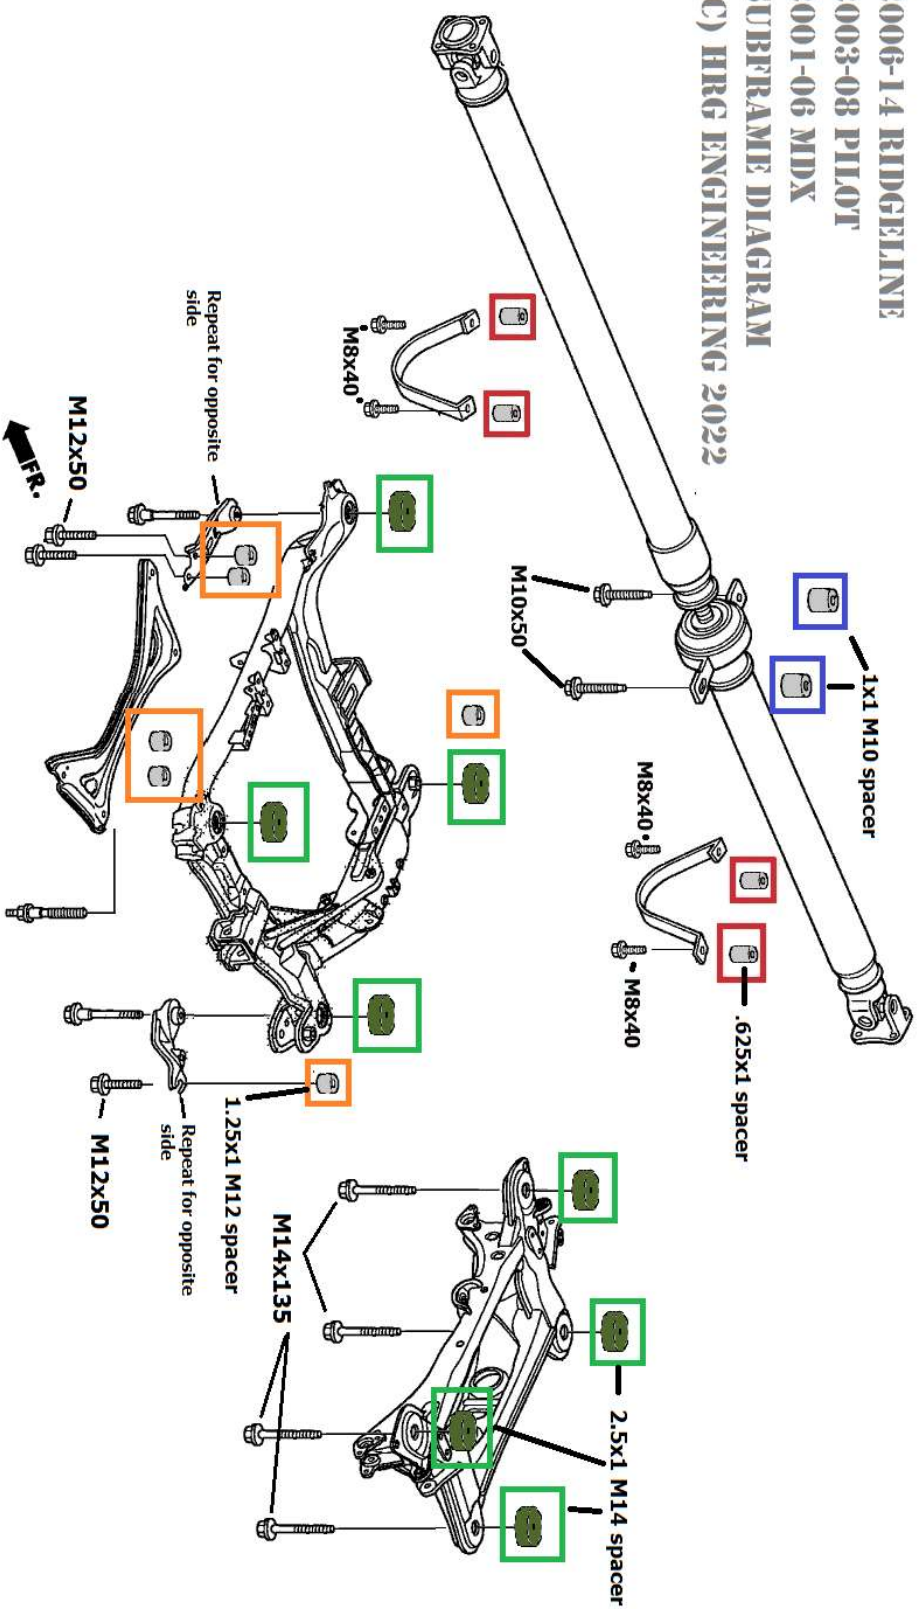 006-14 RIDGELINE
003-08 PILOT
001-06 MDX
UBFRAME DIAGRAM
C) HRG ENGINEERING 2022
1x1 M10 spacer
.625x1 spacer
M8x40
M8x40
M10x50
2.5x1 M14 spacer
M8x40
M8x40
M14x135
1.25x1 M12 spacer
Repeat for opposite
side
Repeat for opposite
side
M12x50
M12x50
FR.